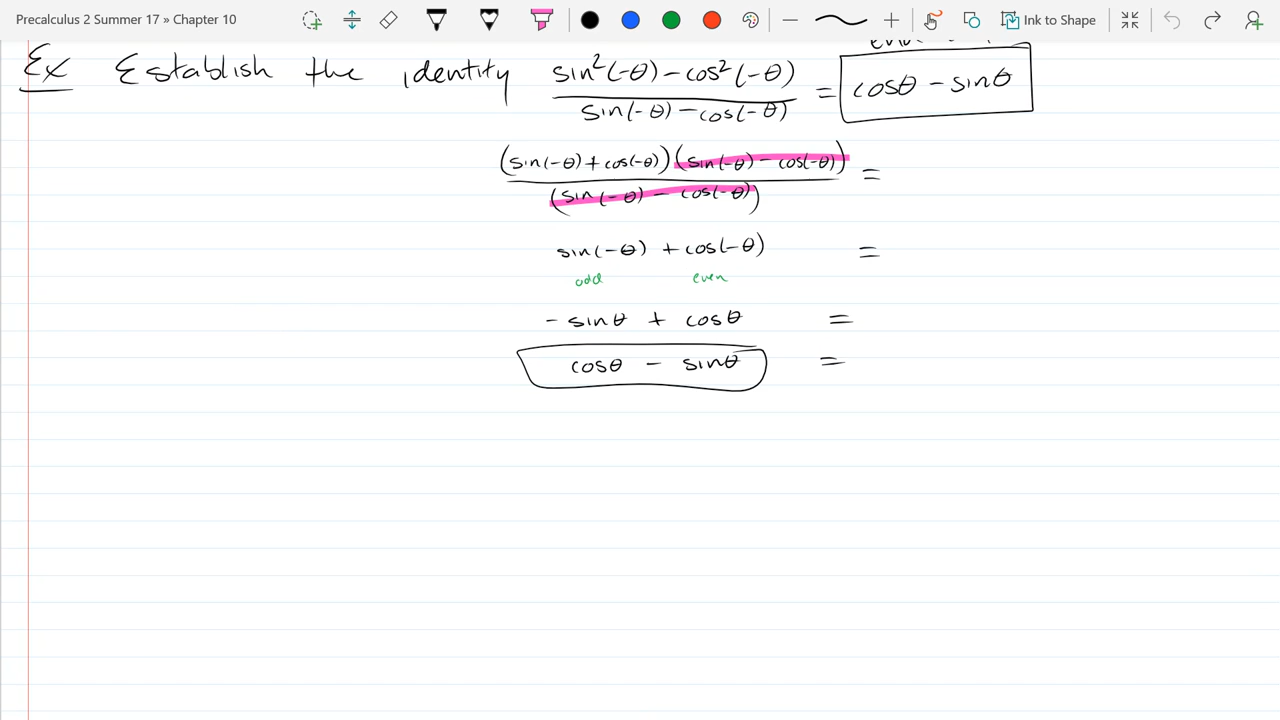 Precalculus 2 Summer 17 » Chapter 10
Ink to Shape
Ex Establish the identity (sin²(-θ) - cos²(-θ)) / (sin(-θ) - cos(-θ)) = cosθ - sinθ
(sin(-θ) + cos(-θ))(sin(-θ) - cos(-θ)) / (sin(-θ) - cos(-θ)) =
sin(-θ) + cos(-θ) =
odd even
- sinθ + cosθ =
cosθ - sinθ =